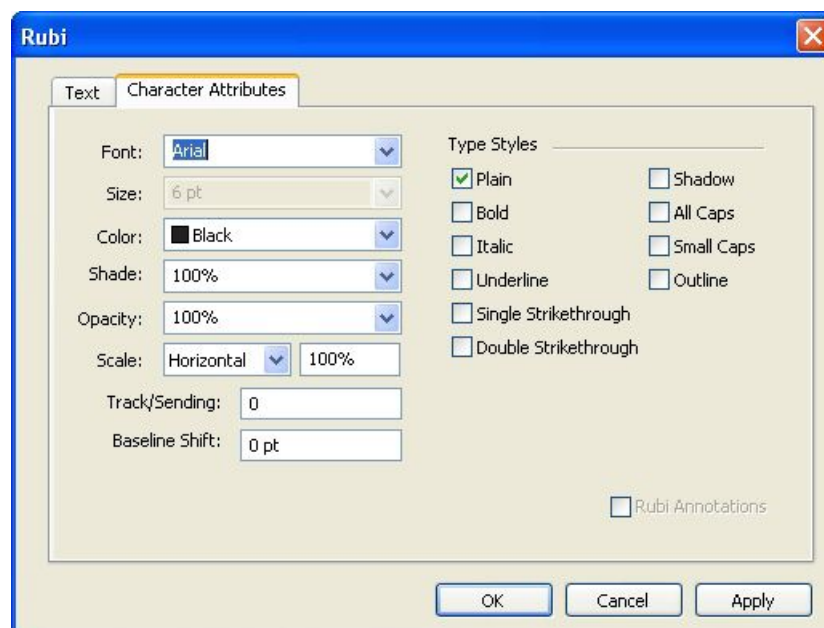 Rubi
Text
Character Attributes
Font: Arial
Size: 6 pt
Color: Black
Shade: 100%
Opacity: 100%
Scale: Horizontal 100%
Track/Sending: 0
Baseline Shift: 0 pt
Type Styles
Plain
Bold
Italic
Underline
Single Strikethrough
Double Strikethrough
Shadow
All Caps
Small Caps
Outline
Rubi Annotations
OK
Cancel
Apply